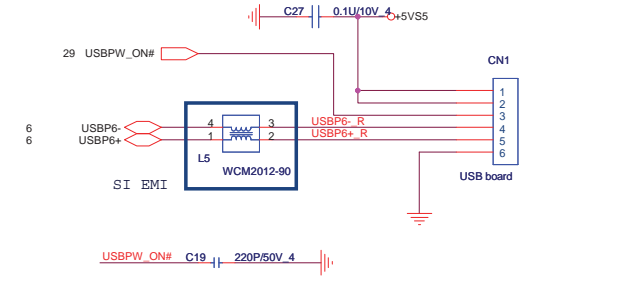 C27 0.1U/10V_4 +5VS5
29 USBPW_ON#
CN1
1
2
3
4
5
6
6 USBP6- 4 3 USBP6-_R
6 USBP6+ 1 2 USBP6+_R
L5
WCM2012-90
USB board
SI EMI
USBPW_ON# C19 220P/50V_4